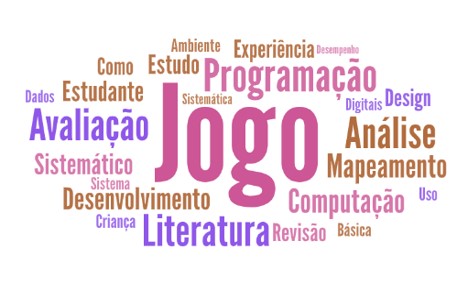 Ambiente
Experiência
Desempenho
Como
Estudo
Programação
Dados
Estudante
Sistemática
Digitais
Design
Avaliação
Jogo
Análise
Sistemático
Mapeamento
Sistema
Desenvolvimento
Computação
Uso
Criança
Literatura
Revisão
Básica